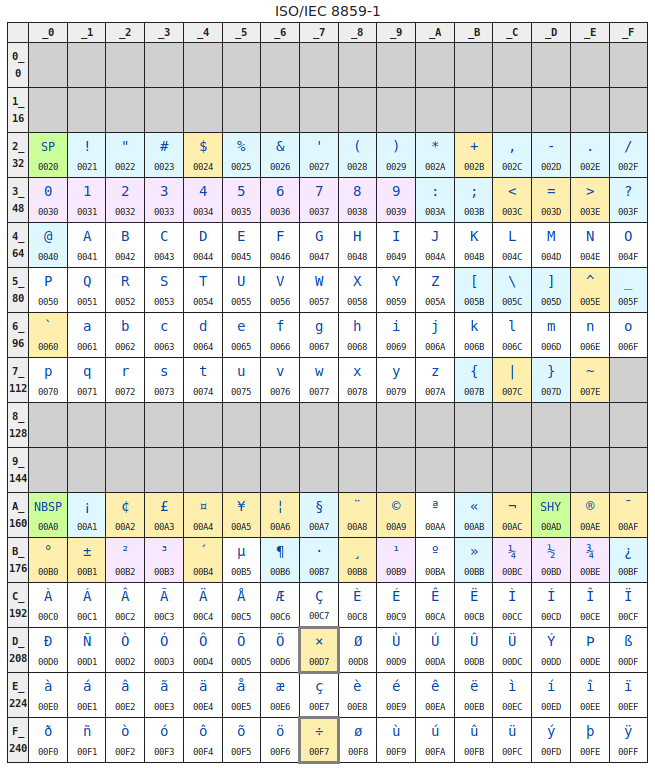 ISO/IEC 8859-1
_0 _1 _2 _3 _4 _5 _6 _7 _8 _9 _A _B _C _D _E _F
0_
0
1_
16
2_ SP ! " # $ % & ' ( ) * + , - . /
32 0020 0021 0022 0023 0024 0025 0026 0027 0028 0029 002A 002B 002C 002D 002E 002F
3_ 0 1 2 3 4 5 6 7 8 9 : ; < = > ?
48 0030 0031 0032 0033 0034 0035 0036 0037 0038 0039 003A 003B 003C 003D 003E 003F
4_ @ A B C D E F G H I J K L M N O
64 0040 0041 0042 0043 0044 0045 0046 0047 0048 0049 004A 004B 004C 004D 004E 004F
5_ P Q R S T U V W X Y Z [ \ ] ^ _
80 0050 0051 0052 0053 0054 0055 0056 0057 0058 0059 005A 005B 005C 005D 005E 005F
6_ ` a b c d e f g h i j k l m n o
96 0060 0061 0062 0063 0064 0065 0066 0067 0068 0069 006A 006B 006C 006D 006E 006F
7_ p q r s t u v w x y z { | } ~
112 0070 0071 0072 0073 0074 0075 0076 0077 0078 0079 007A 007B 007C 007D 007E
8_
128
9_
144
A_ NBSP ¡ ¢ £ ¤ ¥ ¦ § ¨ © ª « ¬ SHY ® ¯
160 00A0 00A1 00A2 00A3 00A4 00A5 00A6 00A7 00A8 00A9 00AA 00AB 00AC 00AD 00AE 00AF
B_ ° ± ² ³ ´ µ ¶ · ¸ ¹ º » ¼ ½ ¾ ¿
176 00B0 00B1 00B2 00B3 00B4 00B5 00B6 00B7 00B8 00B9 00BA 00BB 00BC 00BD 00BE 00BF
C_ À Á Â Ã Ä Å Æ Ç È É Ê Ë Ì Í Î Ï
192 00C0 00C1 00C2 00C3 00C4 00C5 00C6 00C7 00C8 00C9 00CA 00CB 00CC 00CD 00CE 00CF
D_ Ð Ñ Ò Ó Ô Õ Ö × Ø Ù Ú Û Ü Ý Þ ß
208 00D0 00D1 00D2 00D3 00D4 00D5 00D6 00D7 00D8 00D9 00DA 00DB 00DC 00DD 00DE 00DF
E_ à á â ã ä å æ ç è é ê ë ì í î ï
224 00E0 00E1 00E2 00E3 00E4 00E5 00E6 00E7 00E8 00E9 00EA 00EB 00EC 00ED 00EE 00EF
F_ ð ñ ò ó ô õ ö ÷ ø ù ú û ü ý þ ÿ
240 00F0 00F1 00F2 00F3 00F4 00F5 00F6 00F7 00F8 00F9 00FA 00FB 00FC 00FD 00FE 00FF